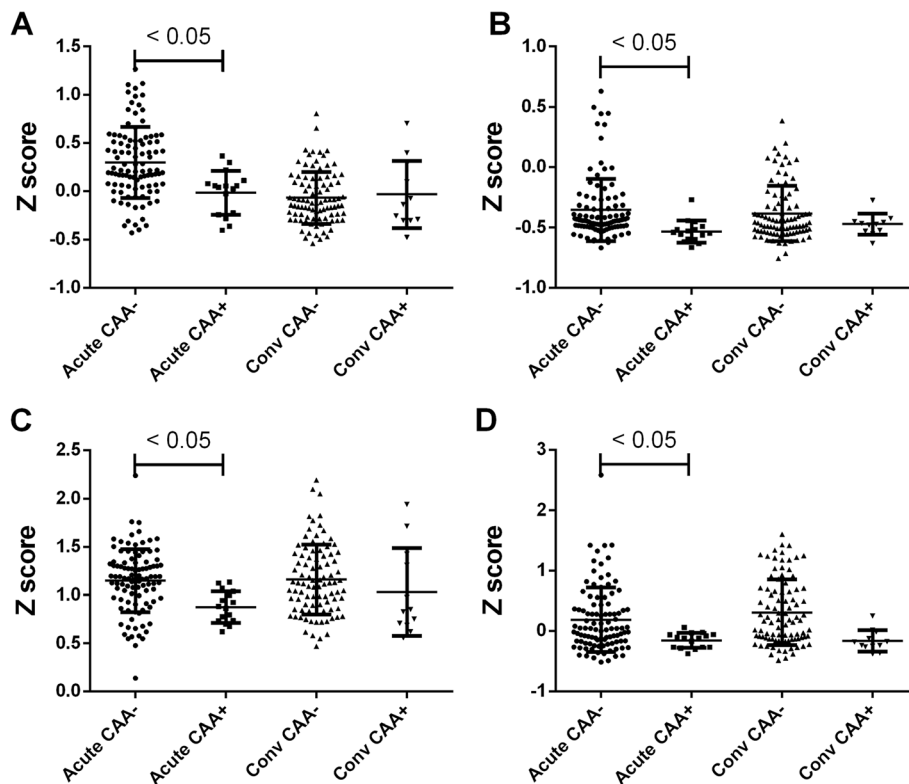 A
< 0.05
Z score
1.5
1.0
0.5
0.0
-0.5
-1.0
Acute CAA-
Acute CAA+
Conv CAA-
Conv CAA+
B
< 0.05
Z score
1.0
0.5
0.0
-0.5
-1.0
Acute CAA-
Acute CAA+
Conv CAA-
Conv CAA+
C
< 0.05
Z score
2.5
2.0
1.5
1.0
0.5
0.0
Acute CAA-
Acute CAA+
Conv CAA-
Conv CAA+
D
< 0.05
Z score
3
2
1
0
-1
Acute CAA-
Acute CAA+
Conv CAA-
Conv CAA+